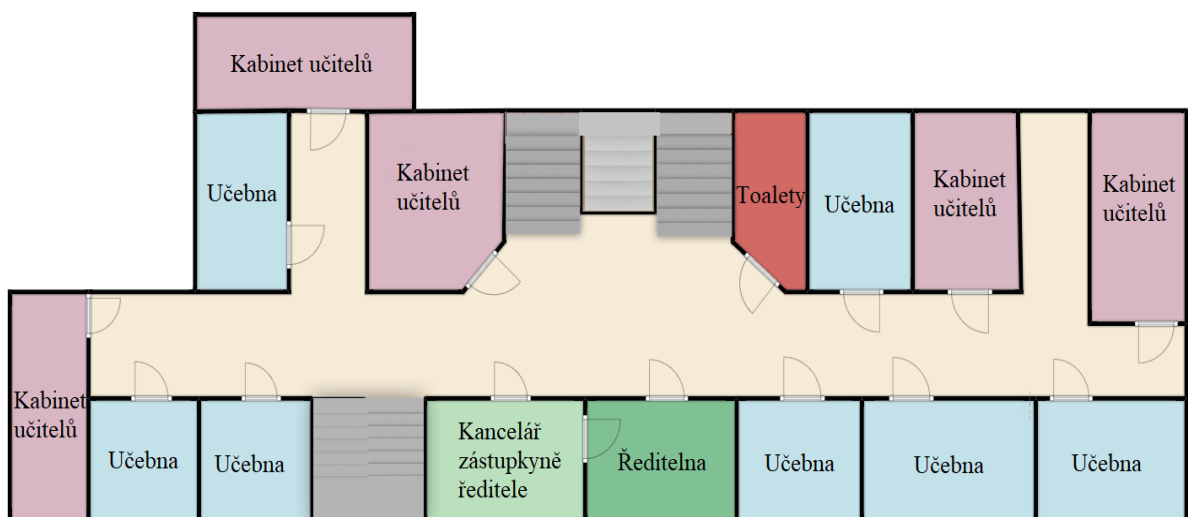 Kabinet učitelů
Učebna
Kabinet
učitelů
Toalety
Učebna
Kabinet
učitelů
Kabinet
učitelů
Kabinet
učitelů
Učebna
Učebna
Kancelář
zástupkyně
ředitele
Ředitelna
Učebna
Učebna
Učebna